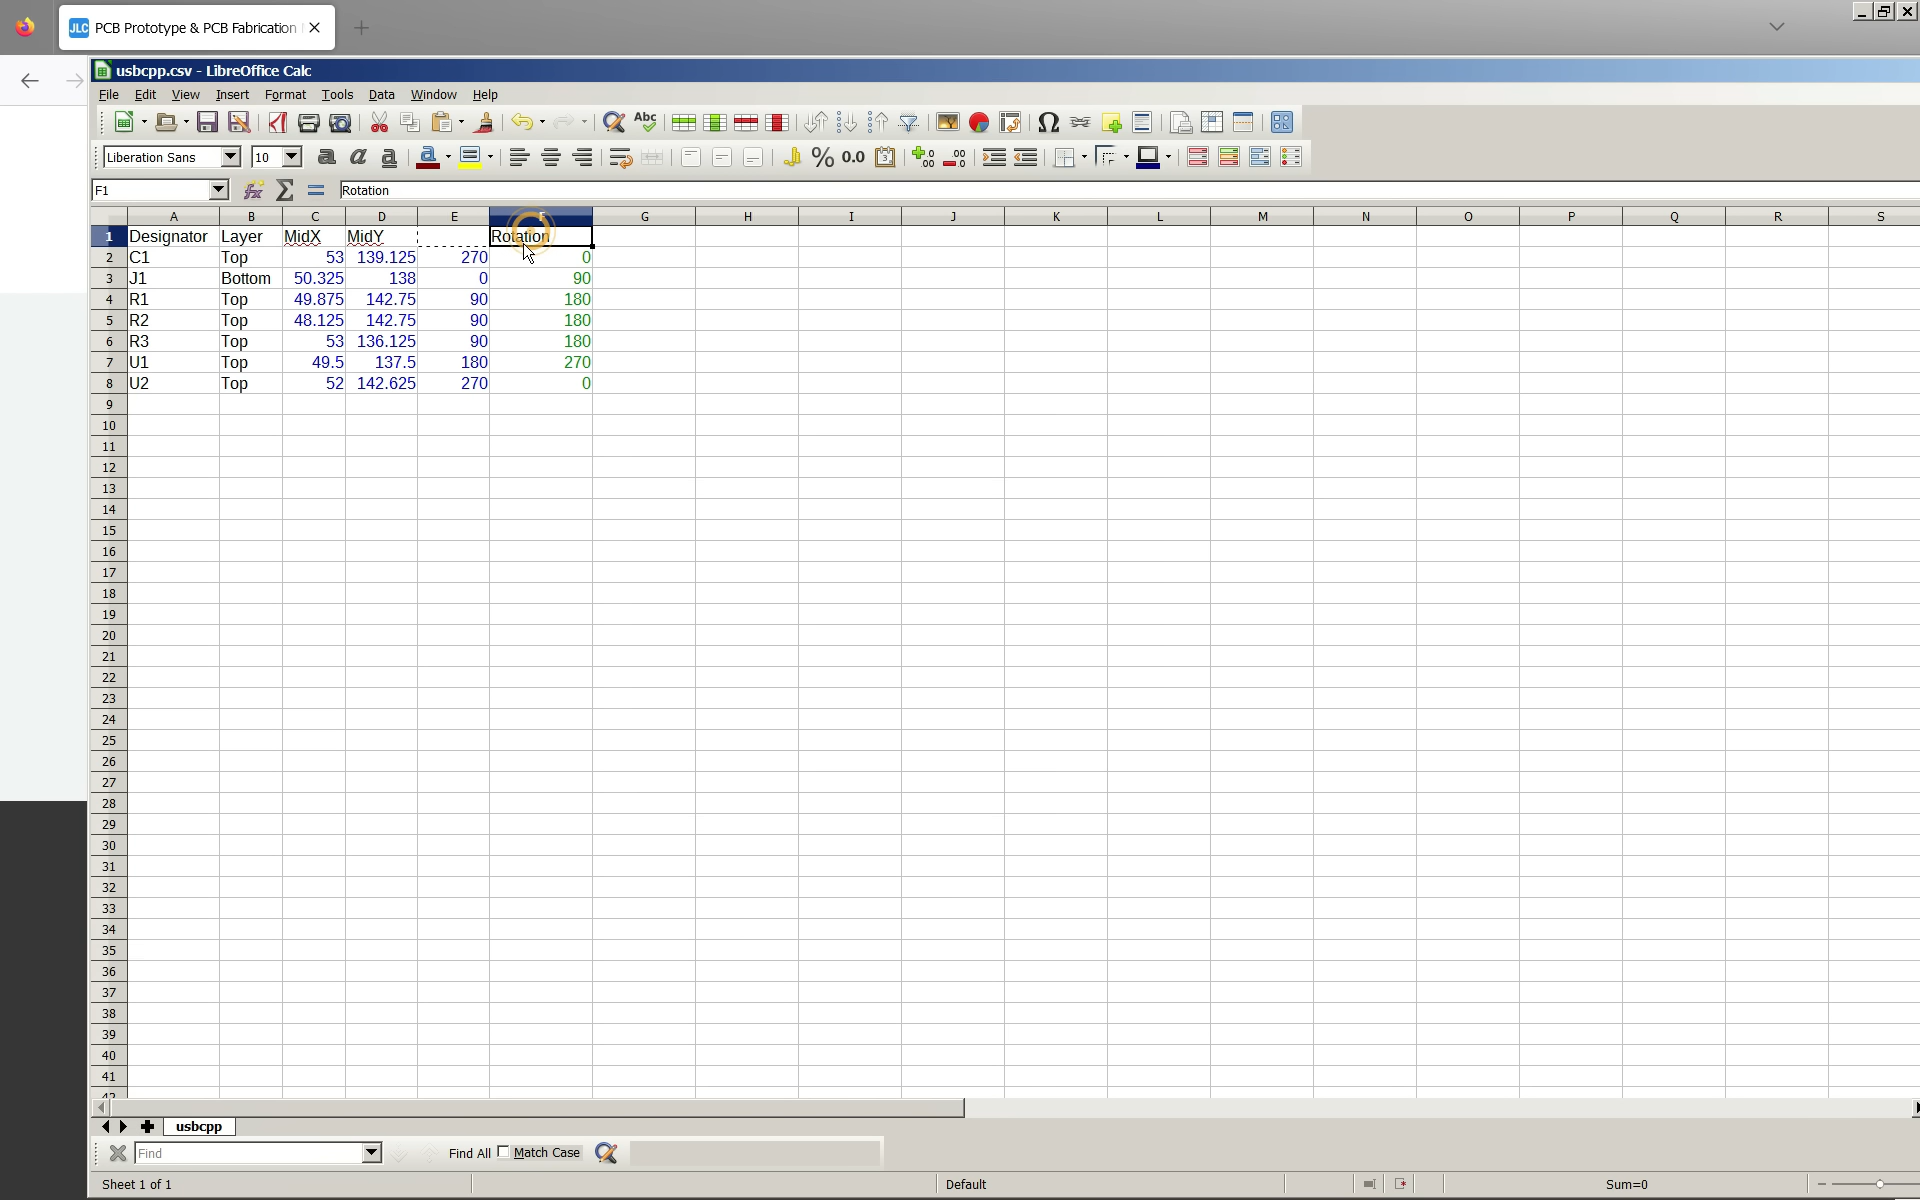 JLC PCB Prototype & PCB Fabrication
usbcpp.csv - LibreOffice Calc
File Edit View Insert Format Tools Data Window Help
Liberation Sans 10
F1 Rotation
A B C D E F G H I J K L M N O P Q R S
1 Designator Layer MidX MidY Rotation
2 C1 Top 53 139.125 270 0
3 J1 Bottom 50.325 138 0 90
4 R1 Top 49.875 142.75 90 180
5 R2 Top 48.125 142.75 90 180
6 R3 Top 53 136.125 90 180
7 U1 Top 49.5 137.5 180 270
8 U2 Top 52 142.625 270 0
9
10
11
12
13
14
15
16
17
18
19
20
21
22
23
24
25
26
27
28
29
30
31
32
33
34
35
36
37
38
39
40
41
42
usbcpp
Find Find All Match Case
Sheet 1 of 1 Default Sum=0